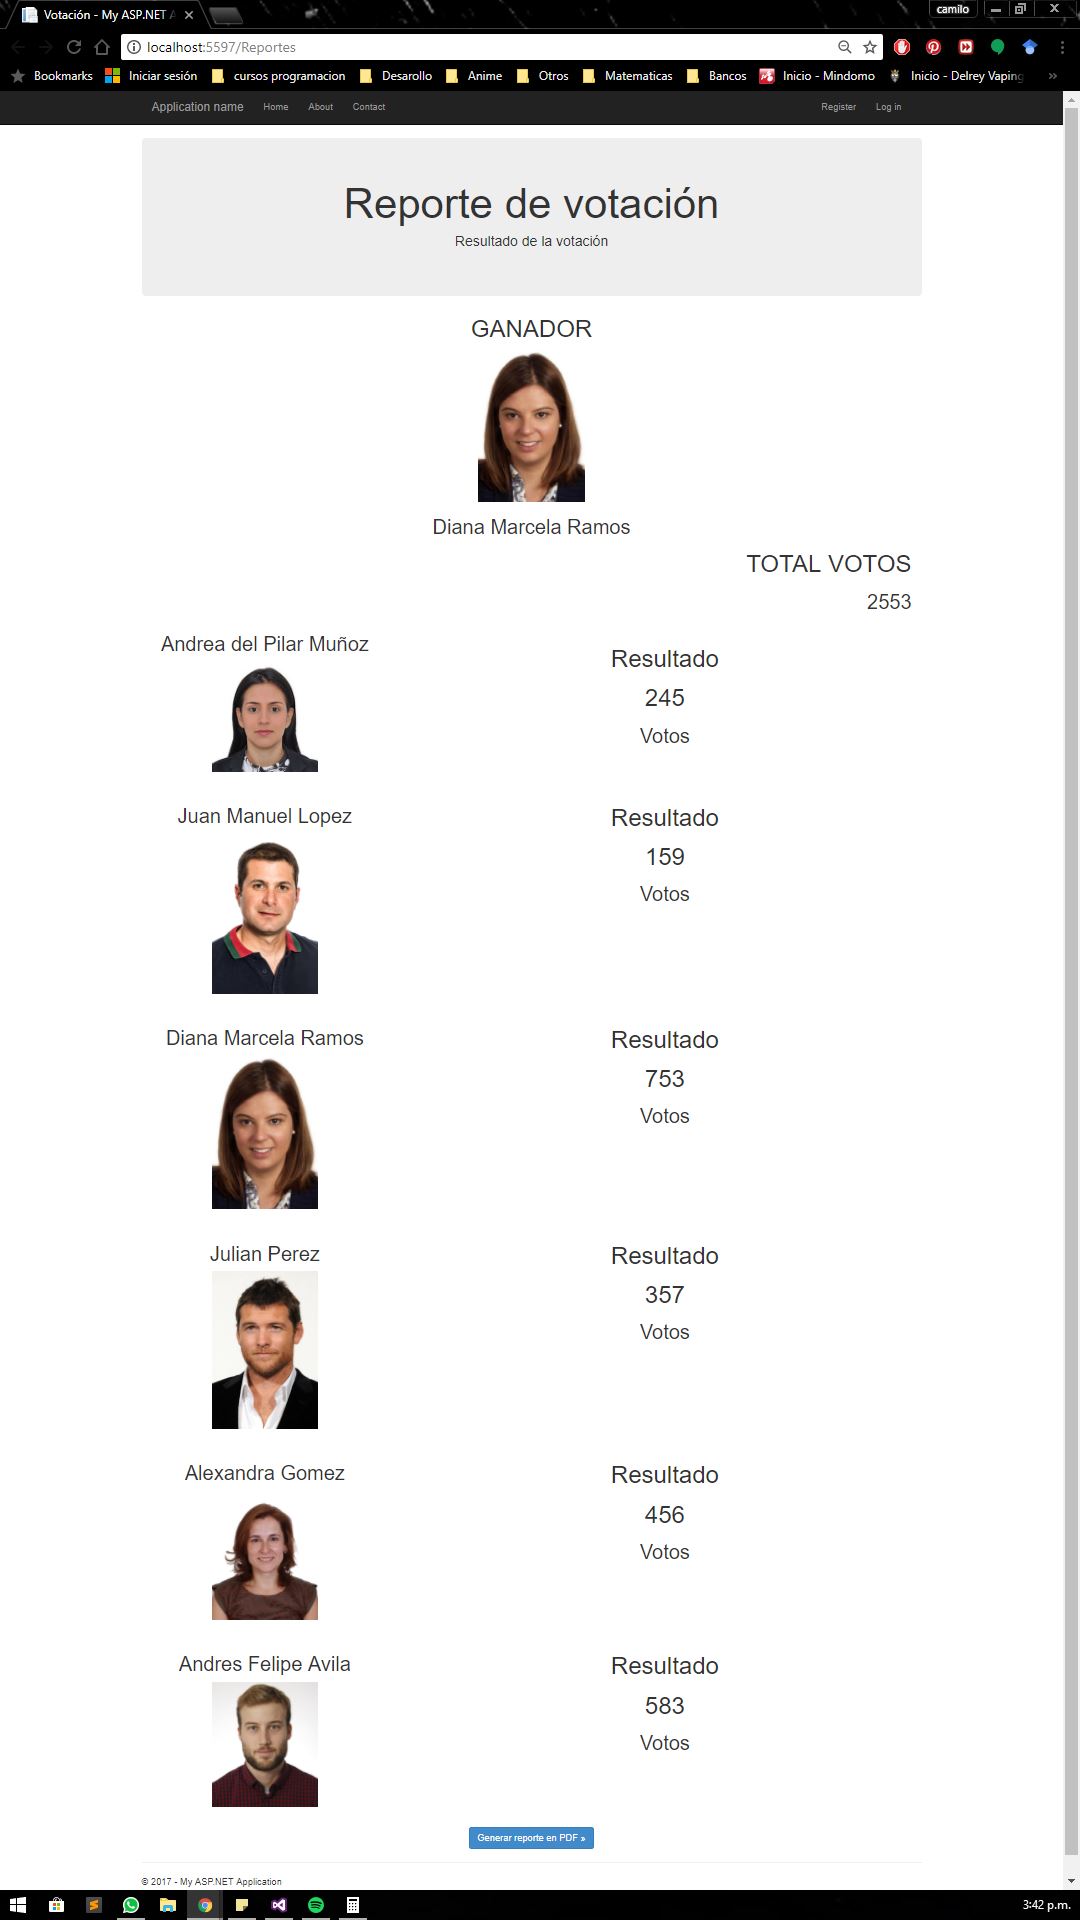 Votación - My ASP.NET A
camilo
localhost:5597/Reportes
Bookmarks Iniciar sesión cursos programacion Desarollo Anime Otros Matematicas Bancos Inicio - Mindomo Inicio - Delrey Vaping
Application name Home About Contact Register Log in
Reporte de votación
Resultado de la votación
GANADOR
Diana Marcela Ramos
TOTAL VOTOS
2553
Andrea del Pilar Muñoz
Resultado
245
Votos
Juan Manuel Lopez
Resultado
159
Votos
Diana Marcela Ramos
Resultado
753
Votos
Julian Perez
Resultado
357
Votos
Alexandra Gomez
Resultado
456
Votos
Andres Felipe Avila
Resultado
583
Votos
Generar reporte en PDF »
© 2017 - My ASP.NET Application
3:42 p.m.